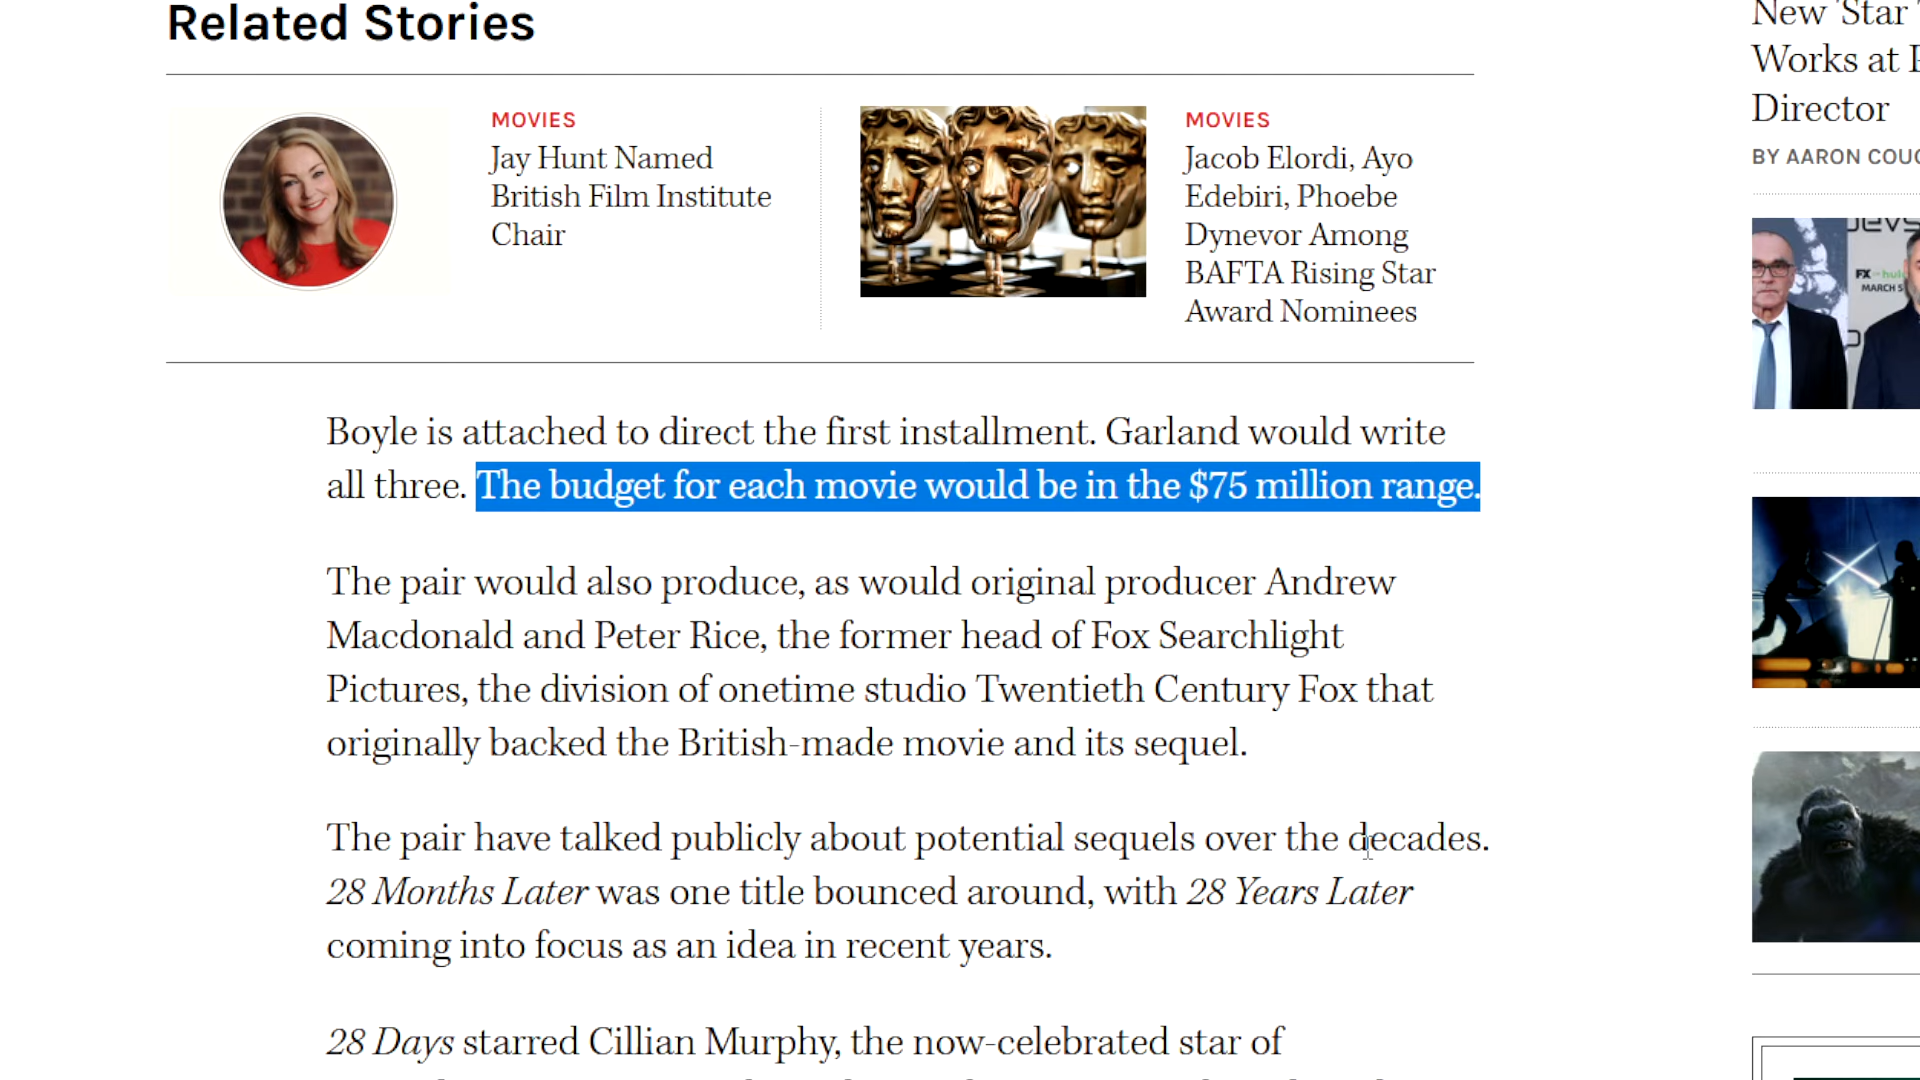 Related Stories
MOVIES
Jay Hunt Named
British Film Institute
Chair
MOVIES
Jacob Elordi, Ayo
Edebiri, Phoebe
Dynevor Among
BAFTA Rising Star
Award Nominees
Boyle is attached to direct the first installment. Garland would write
all three. The budget for each movie would be in the $75 million range.
The pair would also produce, as would original producer Andrew
Macdonald and Peter Rice, the former head of Fox Searchlight
Pictures, the division of onetime studio Twentieth Century Fox that
originally backed the British-made movie and its sequel.
The pair have talked publicly about potential sequels over the decades.
28 Months Later was one title bounced around, with 28 Years Later
coming into focus as an idea in recent years.
28 Days starred Cillian Murphy, the now-celebrated star of
New 'Star
Works at
Director
BY AARON COUC
FX hulu
MARCH 5